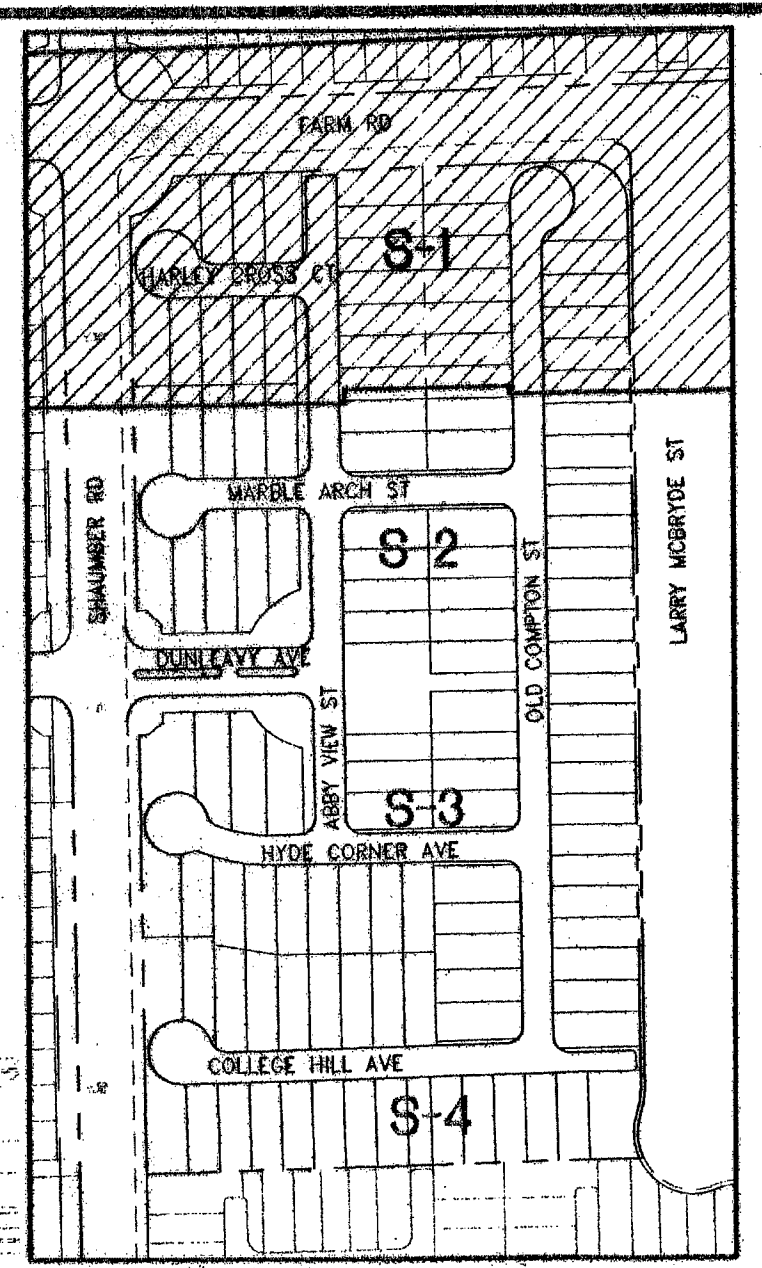 FARM RD
S-1
HARLEY CROSS CT
MARBLE ARCH ST
SHAUMBER RD
S-2
LARRY MCBRYDE ST
OLD COMPTON ST
DUNLEAVY AVE
ABBY VIEW ST
S-3
HYDE CORNER AVE
COLLEGE HILL AVE
S-4